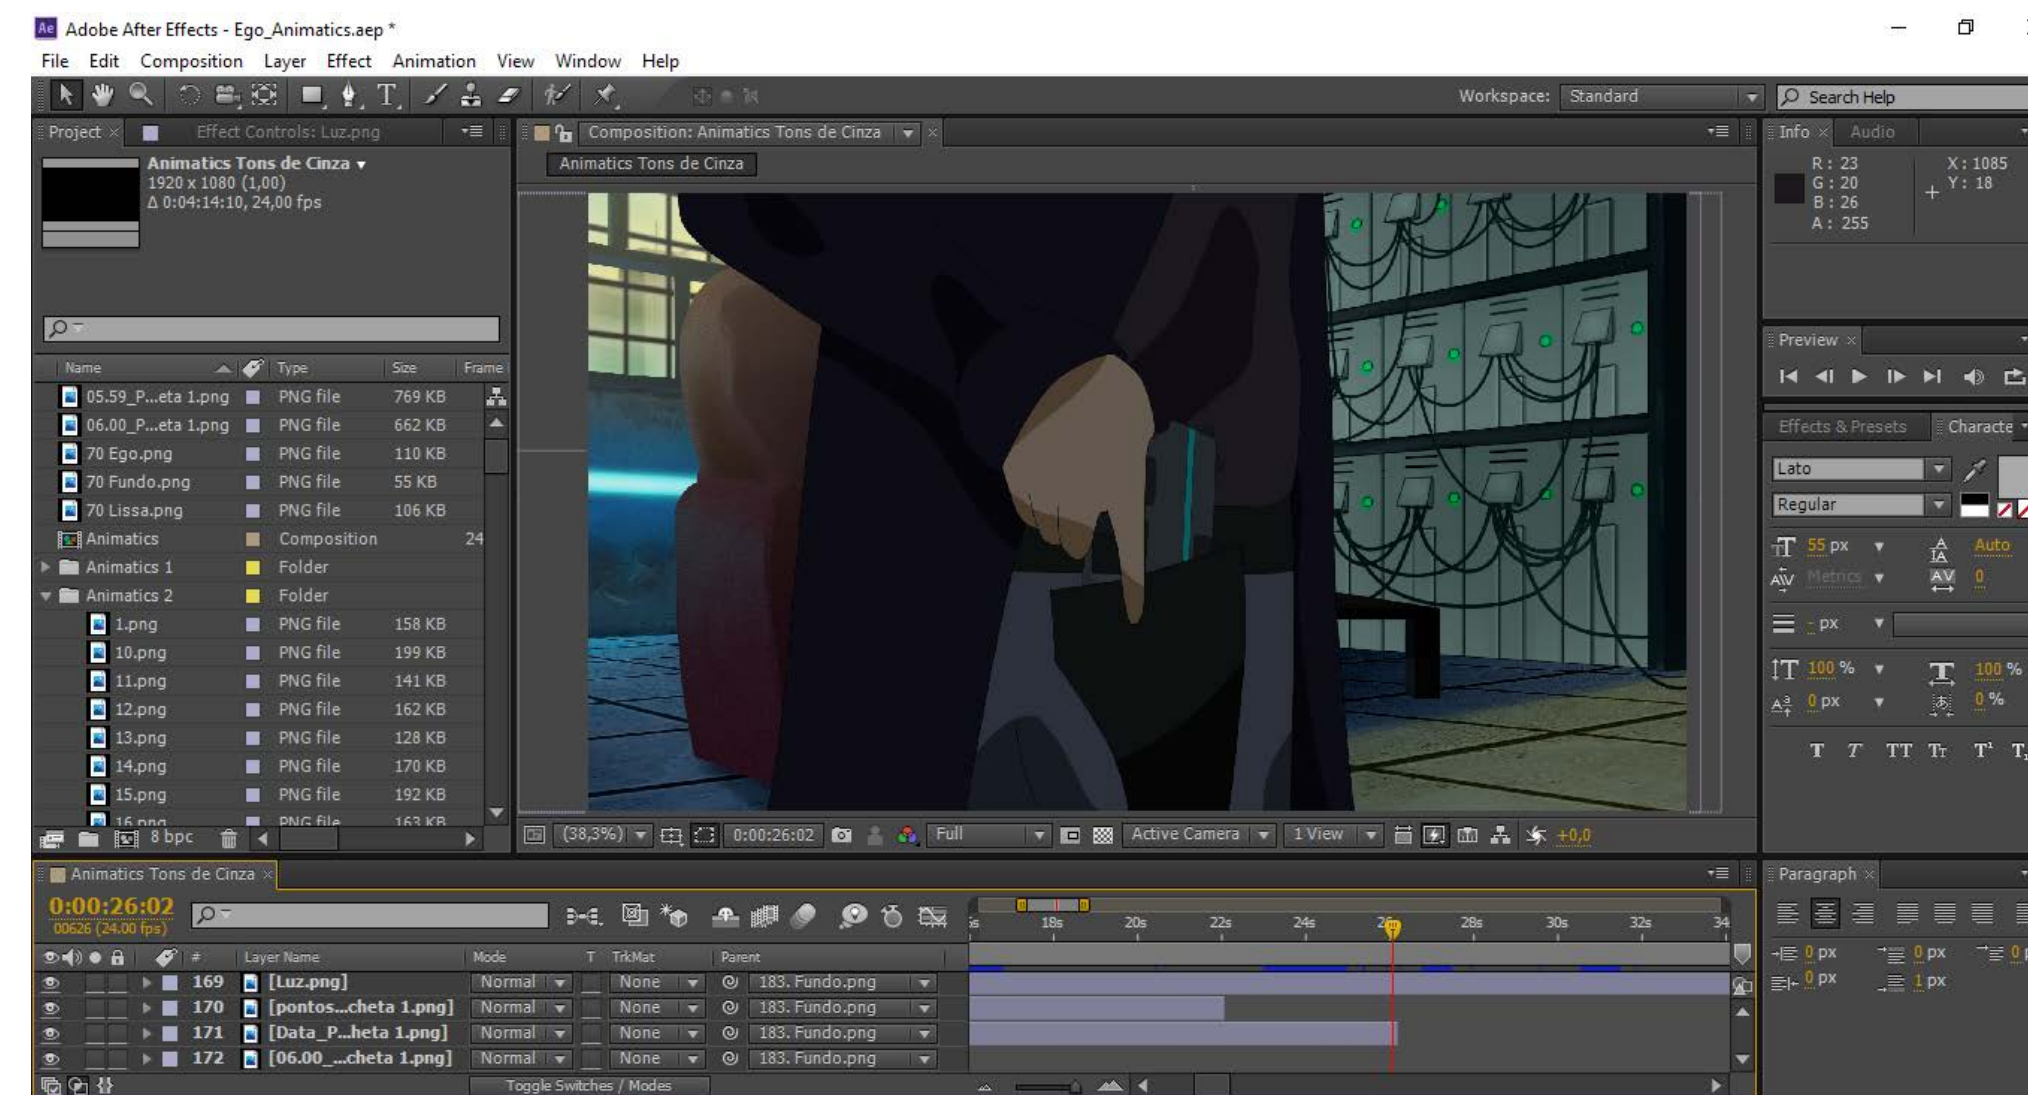 Ae Adobe After Effects - Ego_Animatics.aep *
File Edit Composition Layer Effect Animation View Window Help
Workspace: Standard Search Help
Project × Effect Controls: Luz.png
Composition: Animatics Tons de Cinza
Info × Audio
Animatics Tons de Cinza
1920 x 1080 (1,00)
Δ 0:04:14:10, 24,00 fps
Animatics Tons de Cinza
R: 23
G: 20
B: 26
A: 255
X: 1085
Y: 18
Preview ×
Name Type Size Frame
05.59_P...eta 1.png PNG file 769 KB
06.00_P...eta 1.png PNG file 662 KB
70 Ego.png PNG file 110 KB
70 Fundo.png PNG file 55 KB
70 Lissa.png PNG file 106 KB
Animatics Composition 24
Animatics 1 Folder
Animatics 2 Folder
1.png PNG file 158 KB
10.png PNG file 199 KB
11.png PNG file 141 KB
12.png PNG file 162 KB
13.png PNG file 128 KB
14.png PNG file 170 KB
15.png PNG file 192 KB
16.png PNG file 163 KB
8 bpc
Effects & Presets Characte
Lato
Regular
55 px Auto
Metrics 0
- px
100 % 100 %
0 px 0 %
T T TT Tt T¹ T₁
(38,3%) 0:00:26:02 Full Active Camera 1 View +0,0
Animatics Tons de Cinza ×
0:00:26:02
00626 (24.00 fps)
18s 20s 22s 24s 26s 28s 30s 32s 34
# Layer Name Mode T TrkMat Parent
169 [Luz.png] Normal None 183. Fundo.png
170 [pontos...cheta 1.png] Normal None 183. Fundo.png
171 [Data_P...heta 1.png] Normal None 183. Fundo.png
172 [06.00_...cheta 1.png] Normal None 183. Fundo.png
Toggle Switches / Modes
Paragraph ×
0 px 0 px 0
0 px 1 px